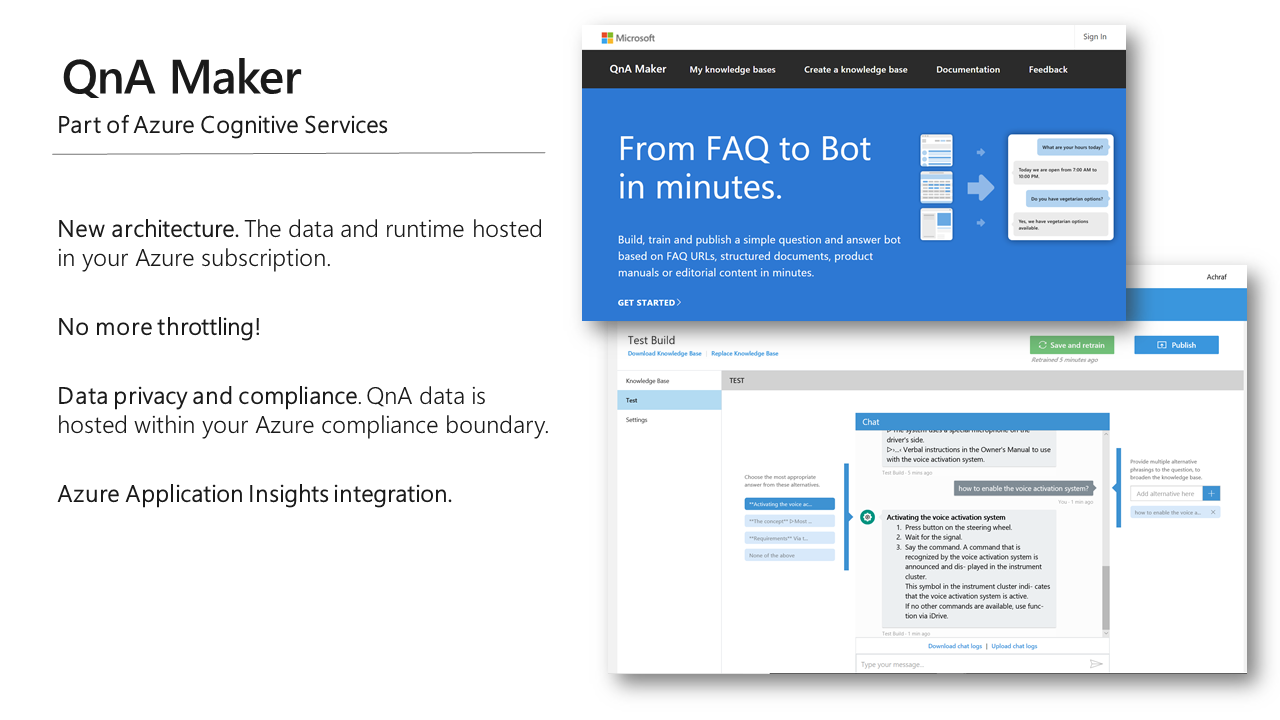 QnA Maker
Part of Azure Cognitive Services
New architecture. The data and runtime hosted
in your Azure subscription.
No more throttling!
Data privacy and compliance. QnA data is
hosted within your Azure compliance boundary.
Azure Application Insights integration.
Microsoft
Sign In
QnA Maker
My knowledge bases
Create a knowledge base
Documentation
Feedback
From FAQ to Bot
in minutes.
Build, train and publish a simple question and answer bot
based on FAQ URLs, structured documents, product
manuals or editorial content in minutes.
GET STARTED
What are your hours today?
Today we are open from 7:00 AM to
10:00 PM.
Do you have vegetarian options?
Yes, we have vegetarian options
available.
Achraf
Test Build
Download Knowledge Base | Replace Knowledge Base
Save and retrain
Retrained 5 minutes ago
Publish
Knowledge Base
Test
Settings
TEST
Choose the most appropriate
answer from these alternatives.
**Activating the voice ac...
**The concept** ▷Most ...
**Requirements** Via t...
None of the above
Chat
▷ The system uses a special microphone on the
driver's side.
▷›...‹ Verbal instructions in the Owner's Manual to use
with the voice activation system.
Test Build - 5 mins ago
how to enable the voice activation system?
You - 1 min ago
Activating the voice activation system
1. Press button on the steering wheel.
2. Wait for the signal.
3. Say the command. A command that is
recognized by the voice activation system is
announced and dis- played in the instrument
cluster.
This symbol in the instrument cluster indi- cates
that the voice activation system is active.
If no other commands are available, use func-
tion via iDrive.
Test Build - 1 min ago
Download chat logs | Upload chat logs
Type your message...
Provide multiple alternative
phrasings to the question, to
broaden the knowledge base.
Add alternative here +
how to enable the voice a... ×